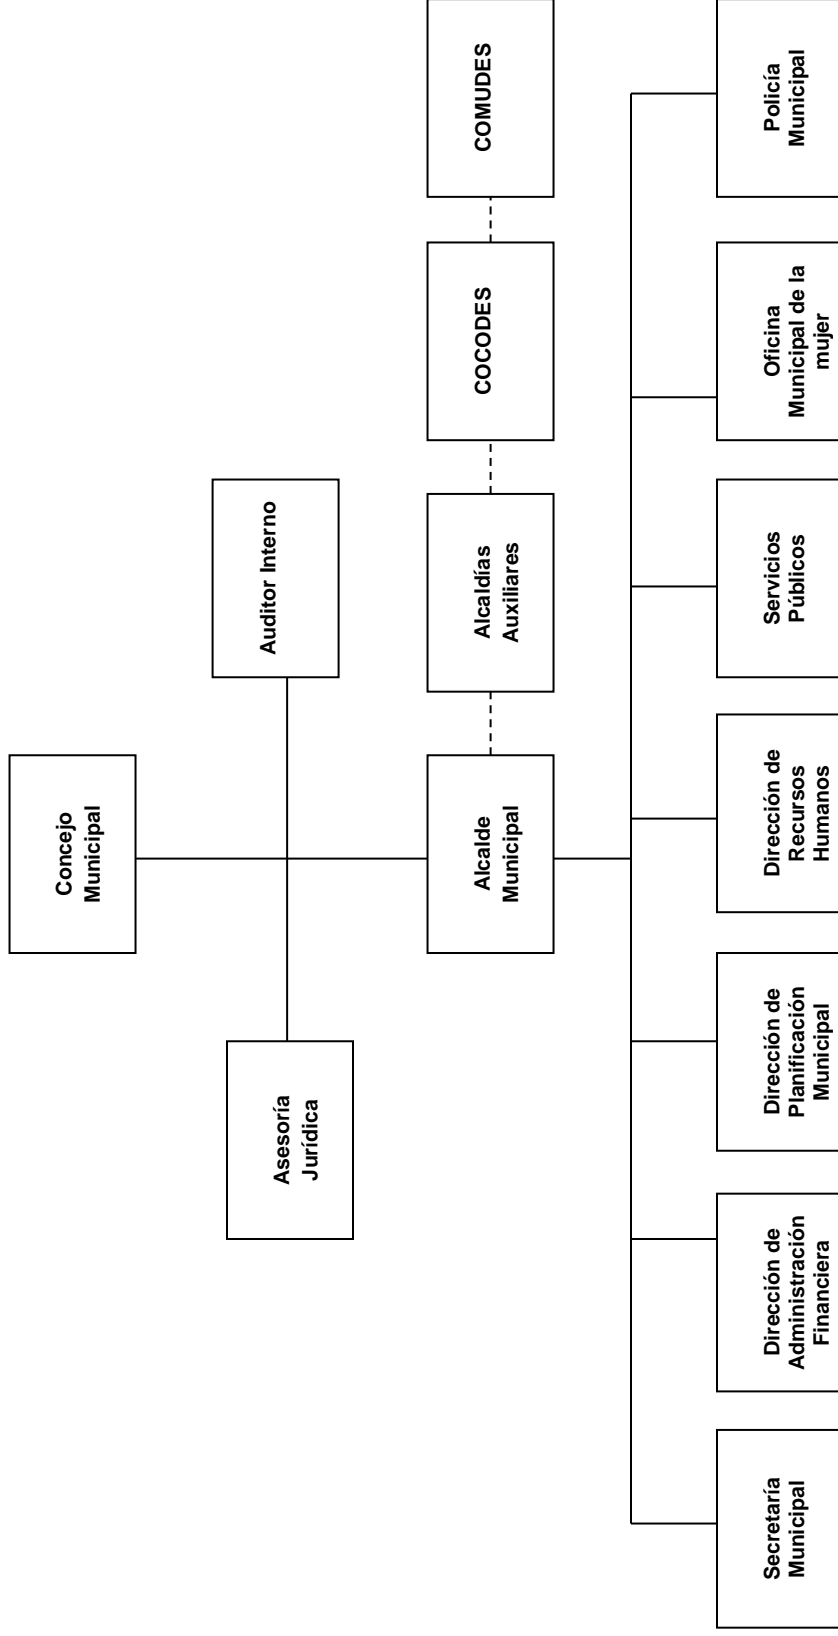 Concejo
Municipal
Asesoría
Jurídica
Auditor Interno
Alcalde
Municipal
Alcaldías
Auxiliares
COCODES
COMUDES
Secretaría
Municipal
Dirección de
Administración
Financiera
Dirección de
Planificación
Municipal
Dirección de
Recursos
Humanos
Servicios
Públicos
Oficina
Municipal de la
mujer
Policía
Municipal